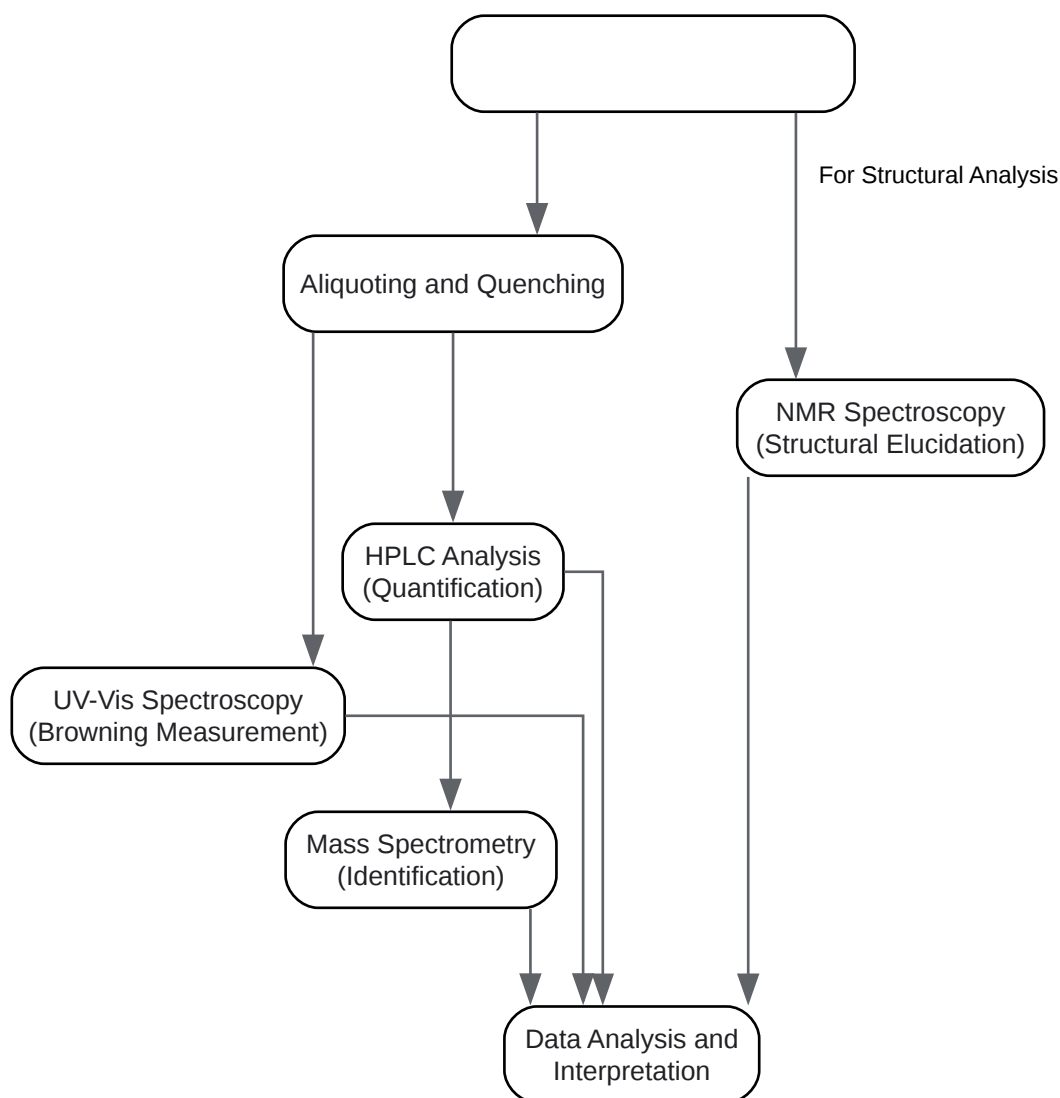 For Structural Analysis
Aliquoting and Quenching
NMR Spectroscopy
(Structural Elucidation)
HPLC Analysis
(Quantification)
UV-Vis Spectroscopy
(Browning Measurement)
Mass Spectrometry
(Identification)
Data Analysis and
Interpretation